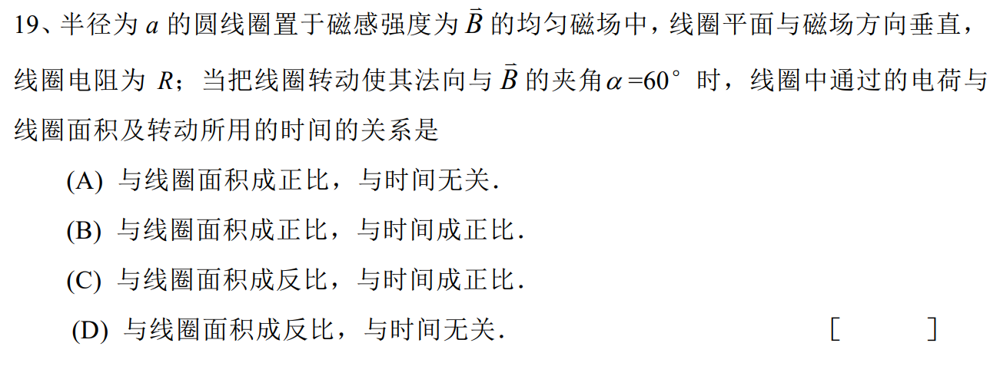 19、半径为 a 的圆线圈置于磁感强度为 $\vec{B}$ 的均匀磁场中，线圈平面与磁场方向垂直，
线圈电阻为 R；当把线圈转动使其法向与 $\vec{B}$ 的夹角 α =60° 时，线圈中通过的电荷与
线圈面积及转动所用的时间的关系是
(A) 与线圈面积成正比，与时间无关．
(B) 与线圈面积成正比，与时间成正比．
(C) 与线圈面积成反比，与时间成正比．
(D) 与线圈面积成反比，与时间无关． [ ]